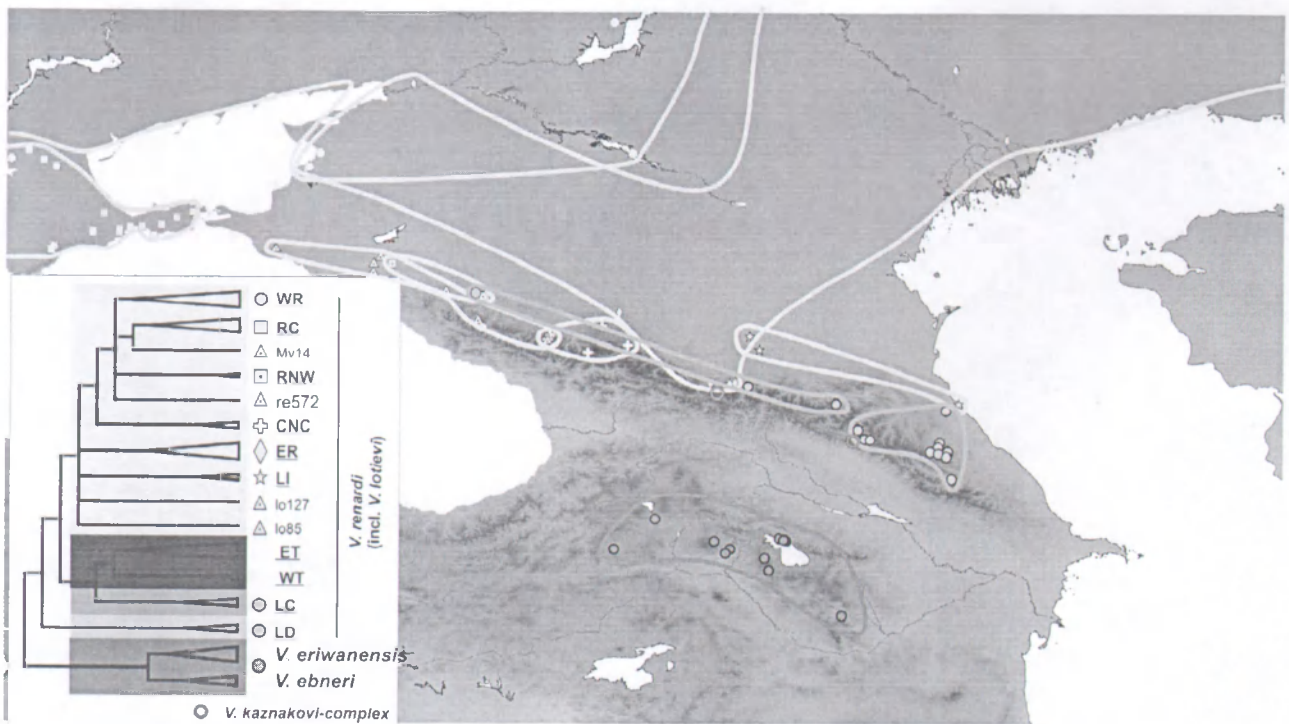 WR
RC
Mv14
RNW
re572
CNC
ER
LI
lo127
lo85
ET
WT
LC
LD
V. renardi
(incl. V. lotievi)
V. eriwanensis
V. ebneri
V. kaznakovi-complex